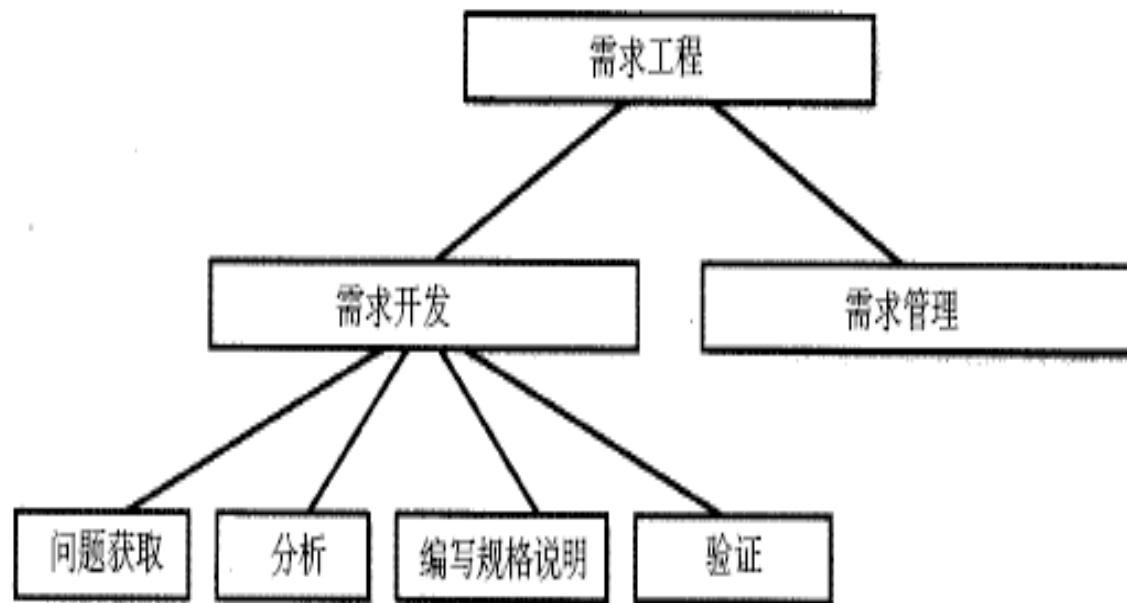 需求工程
需求开发
需求管理
问题获取
分析
编写规格说明
验证